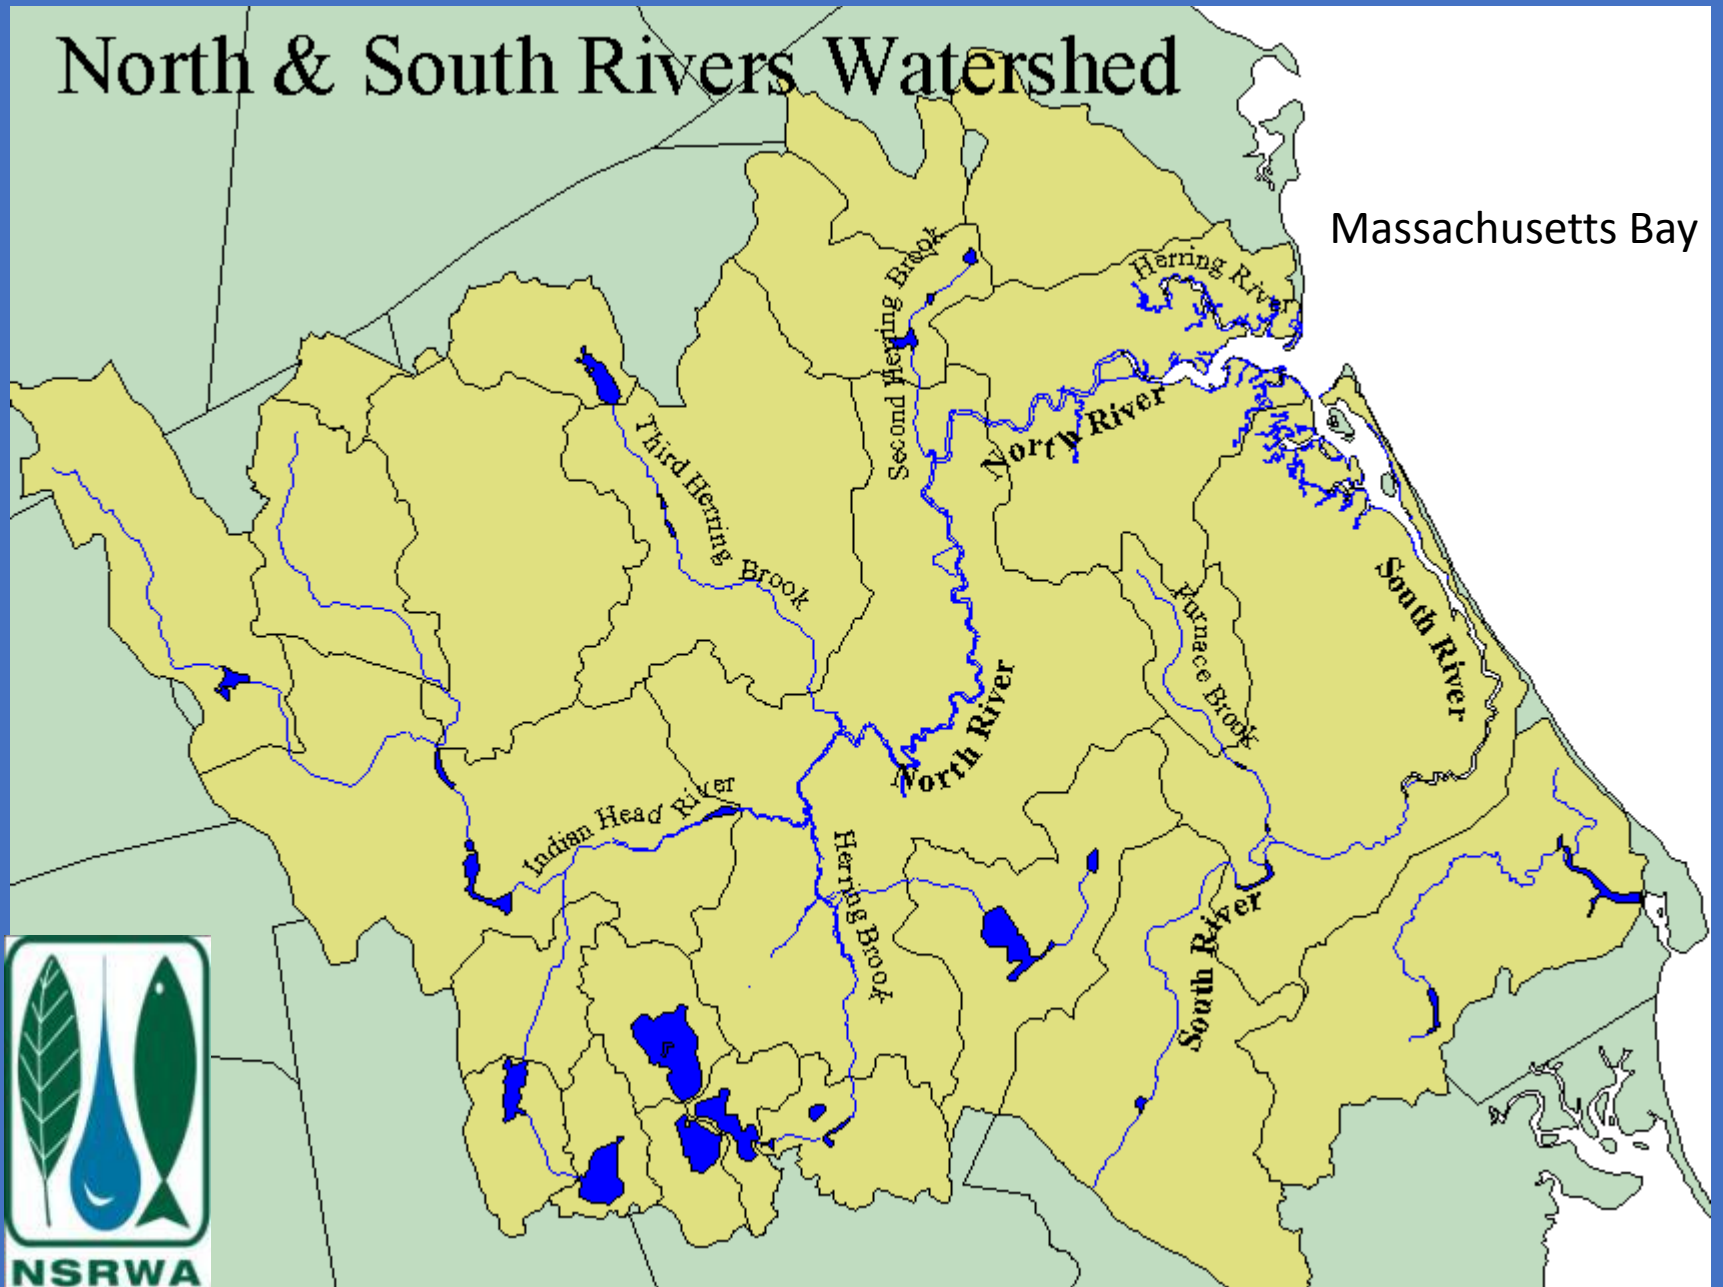 North & South Rivers Watershed
Massachusetts Bay
Second Herring Brook
Herring River
North River
Third Herring Brook
South River
Furnace Brook
North River
Indian Head River
Herring Brook
South River
NSRWA